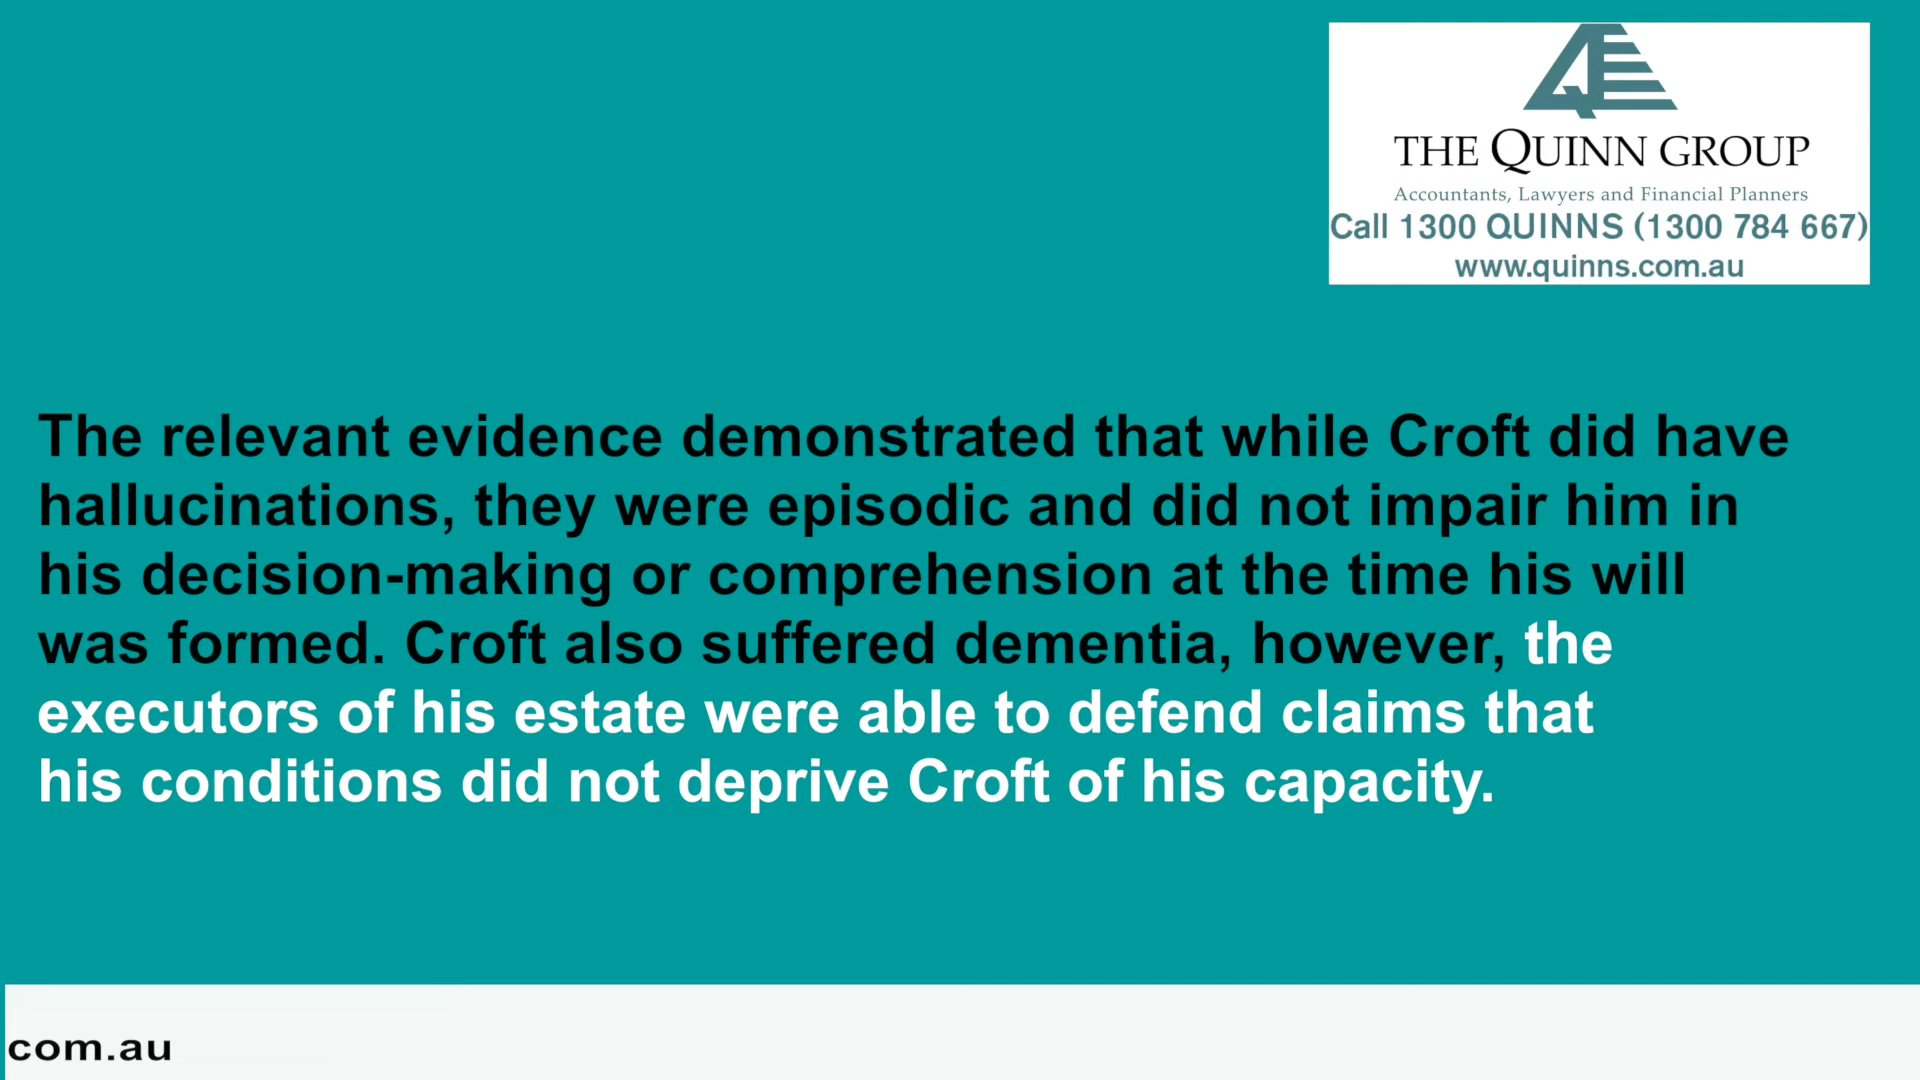 THE QUINN GROUP
Accountants, Lawyers and Financial Planners
Call 1300 QUINNS (1300 784 667)
www.quinns.com.au
The relevant evidence demonstrated that while Croft did have
hallucinations, they were episodic and did not impair him in
his decision-making or comprehension at the time his will
was formed. Croft also suffered dementia, however, the
executors of his estate were able to defend claims that
his conditions did not deprive Croft of his capacity.
com.au